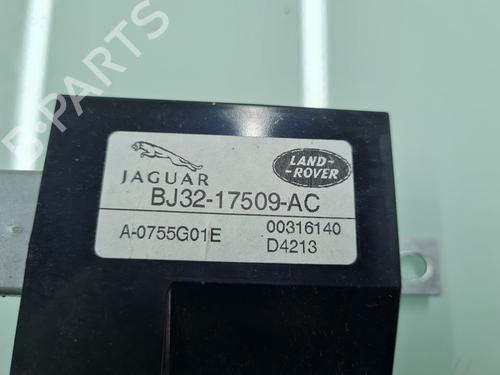 B-PARTS
JAGUAR
LAND-
-ROVER
BJ32-17509-AC
A-0755G01E
00316140
D4213